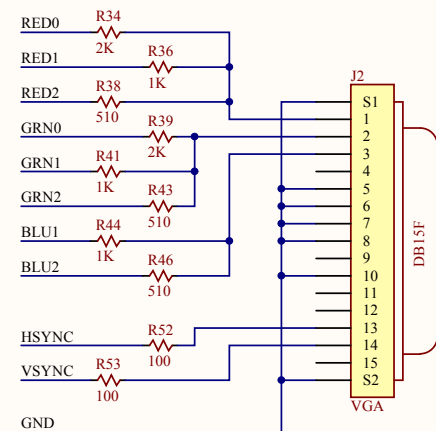 R34
RED0
2K
R36
RED1
1K
J2
R38
RED2
510
S1
1
R39
GRN0
2
2K
3
R41
GRN1
4
1K
5
R43
GRN2
6
510
7
R44
BLU1
8
1K
9
R46
BLU2
10
510
11
12
R52
HSYNC
13
100
14
R53
VSYNC
15
100
S2
DB15F
VGA
GND